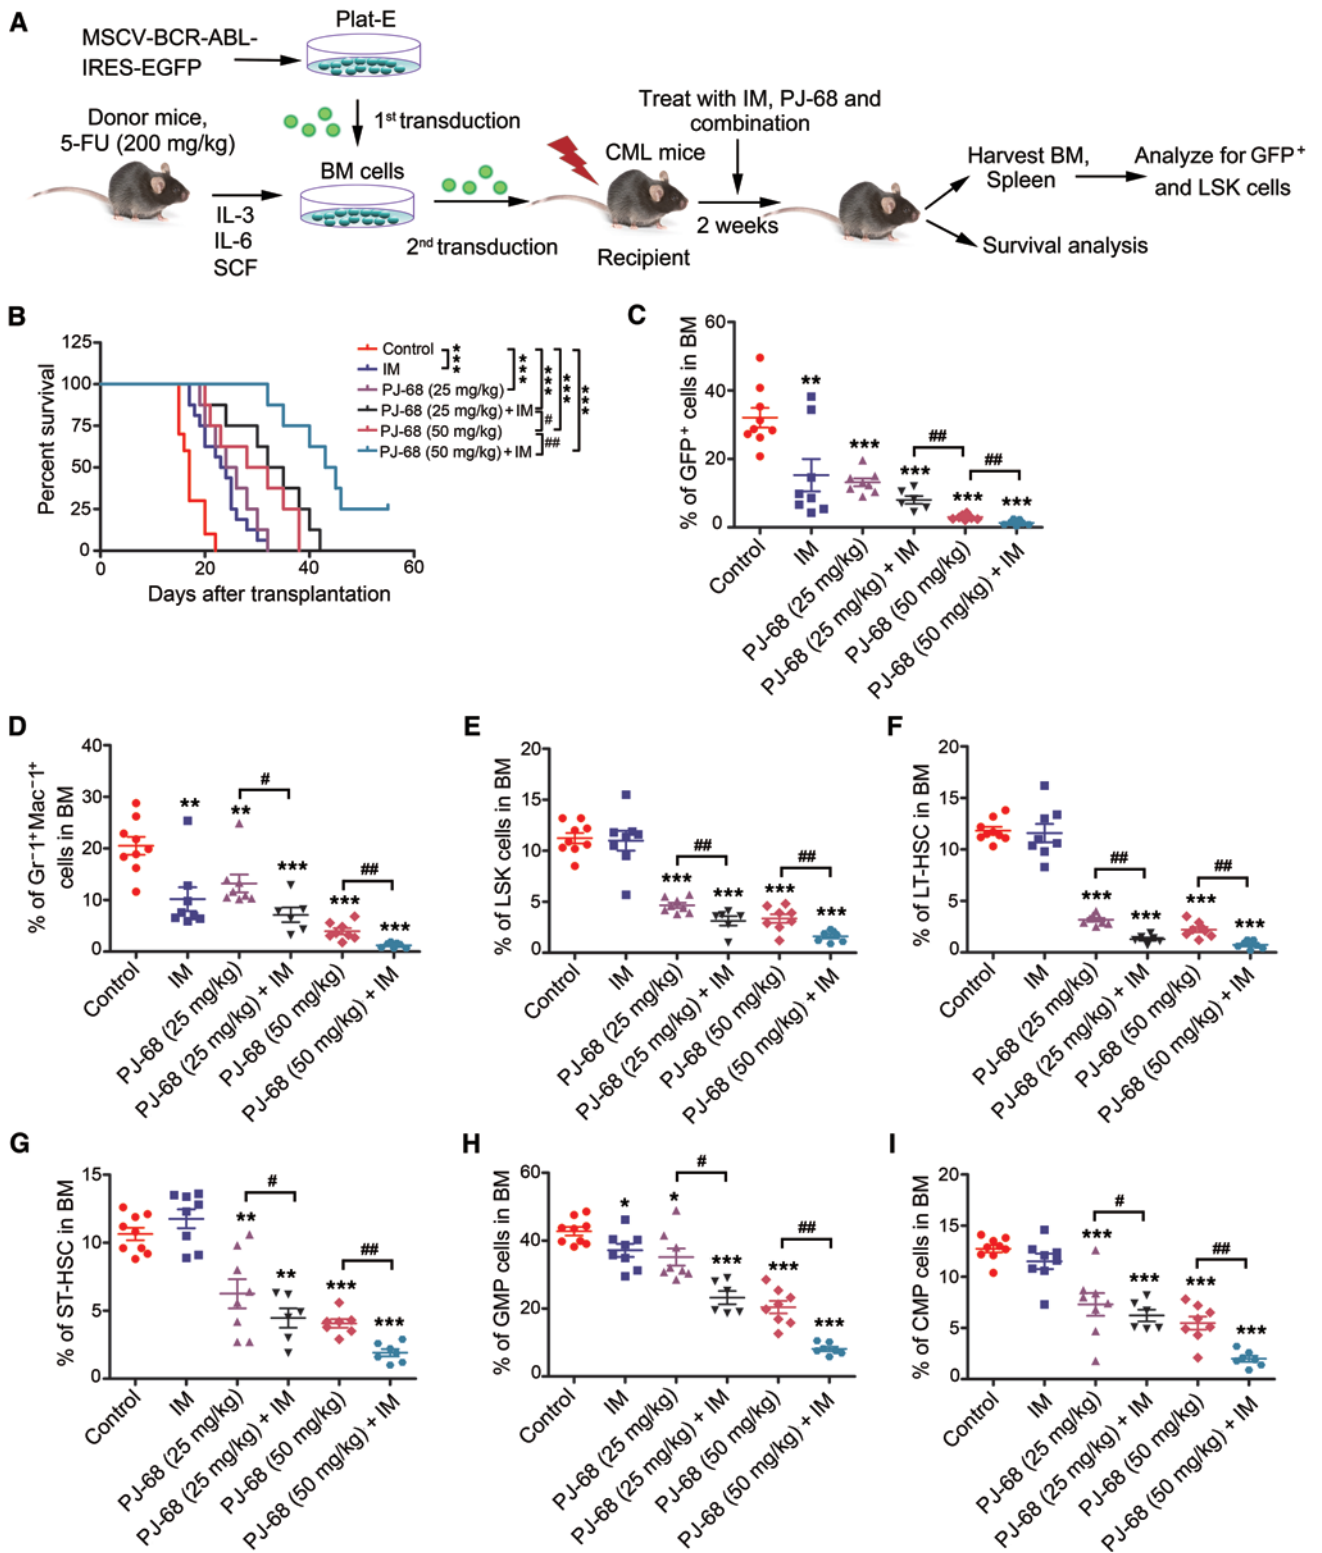 A
MSCV-BCR-ABL-
IRES-EGFP
Plat-E
Donor mice,
5-FU (200 mg/kg)
1st transduction
BM cells
IL-3
IL-6
SCF
2nd transduction
CML mice
Recipient
Treat with IM, PJ-68 and
combination
2 weeks
Harvest BM,
Spleen
Analyze for GFP+
and LSK cells
Survival analysis
B
Percent survival
125
100
75
50
25
0
0
20
40
60
Days after transplantation
Control
IM
PJ-68 (25 mg/kg)
PJ-68 (25 mg/kg) + IM
PJ-68 (50 mg/kg)
PJ-68 (50 mg/kg) + IM
***
***
***
***
***
#
##
C
% of GFP+ cells in BM
60
40
20
0
**
***
***
***
***
##
##
Control
IM
PJ-68 (25 mg/kg)
PJ-68 (25 mg/kg) + IM
PJ-68 (50 mg/kg)
PJ-68 (50 mg/kg) + IM
D
% of Gr-1+Mac-1+
cells in BM
40
30
20
10
0
**
**
***
***
***
#
##
Control
IM
PJ-68 (25 mg/kg)
PJ-68 (25 mg/kg) + IM
PJ-68 (50 mg/kg)
PJ-68 (50 mg/kg) + IM
E
% of LSK cells in BM
20
15
10
5
0
***
***
***
***
##
##
Control
IM
PJ-68 (25 mg/kg)
PJ-68 (25 mg/kg) + IM
PJ-68 (50 mg/kg)
PJ-68 (50 mg/kg) + IM
F
% of LT-HSC in BM
20
15
10
5
0
***
***
***
***
##
##
Control
IM
PJ-68 (25 mg/kg)
PJ-68 (25 mg/kg) + IM
PJ-68 (50 mg/kg)
PJ-68 (50 mg/kg) + IM
G
% of ST-HSC in BM
15
10
5
0
**
**
***
***
#
##
Control
IM
PJ-68 (25 mg/kg)
PJ-68 (25 mg/kg) + IM
PJ-68 (50 mg/kg)
PJ-68 (50 mg/kg) + IM
H
% of GMP cells in BM
60
40
20
0
*
*
***
***
***
#
##
Control
IM
PJ-68 (25 mg/kg)
PJ-68 (25 mg/kg) + IM
PJ-68 (50 mg/kg)
PJ-68 (50 mg/kg) + IM
I
% of CMP cells in BM
20
15
10
5
0
***
***
***
***
#
##
Control
IM
PJ-68 (25 mg/kg)
PJ-68 (25 mg/kg) + IM
PJ-68 (50 mg/kg)
PJ-68 (50 mg/kg) + IM